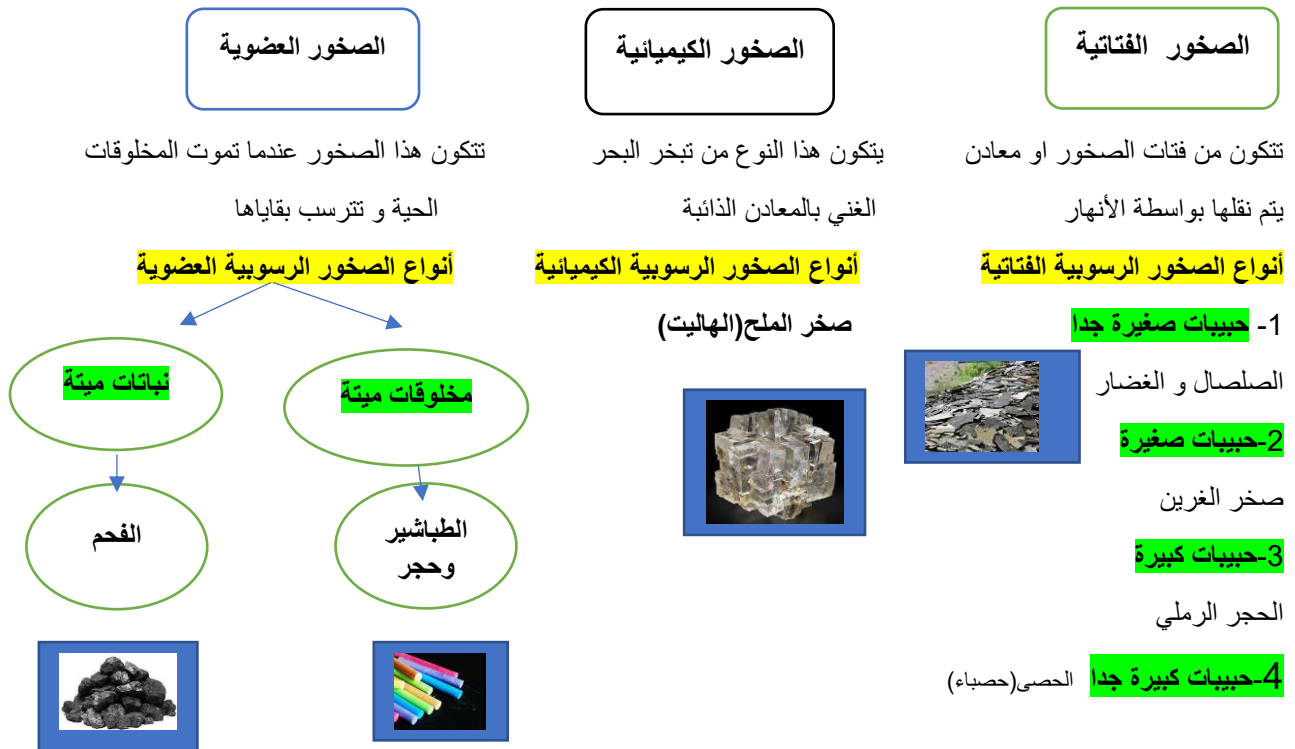 الصخور الفتاتية
تتكون من فتات الصخور او معادن
يتم نقلها بواسطة الأنهار
أنواع الصخور الرسوبية الفتاتية
1- حبيبات صغيرة جدا
الصلصال و الغضار
2-حبيبات صغيرة
صخر الغرين
3-حبيبات كبيرة
الحجر الرملي
4-حبيبات كبيرة جدا الحصى(حصباء)
الصخور الكيميائية
يتكون هذا النوع من تبخر البحر
الغني بالمعادن الذائبة
أنواع الصخور الرسوبية الكيميائية
صخر الملح(الهاليت)
الصخور العضوية
تتكون هذا الصخور عندما تموت المخلوقات
الحية و تترسب بقاياها
أنواع الصخور الرسوبية العضوية
مخلوقات ميتة
الطباشير
وحجر
نباتات ميتة
الفحم